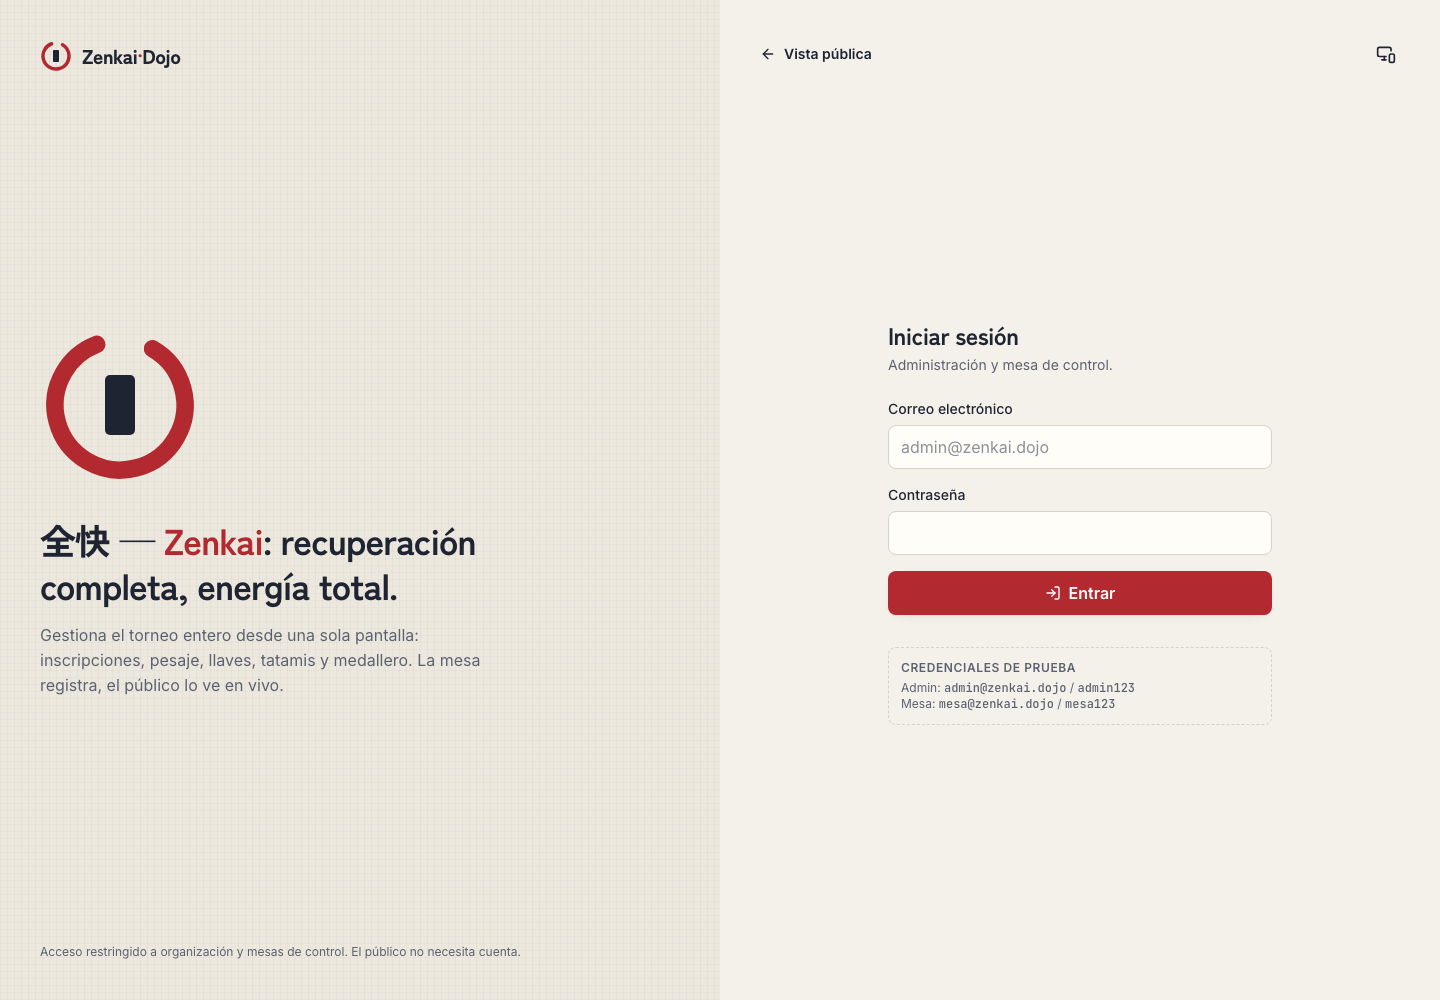 Zenkai·Dojo
全快 — Zenkai: recuperación
completa, energía total.
Gestiona el torneo entero desde una sola pantalla:
inscripciones, pesaje, llaves, tatamis y medallero. La mesa
registra, el público lo ve en vivo.
Acceso restringido a organización y mesas de control. El público no necesita cuenta.
Vista pública
Iniciar sesión
Administración y mesa de control.
Correo electrónico
admin@zenkai.dojo
Contraseña
Entrar
CREDENCIALES DE PRUEBA
Admin: admin@zenkai.dojo / admin123
Mesa: mesa@zenkai.dojo / mesa123